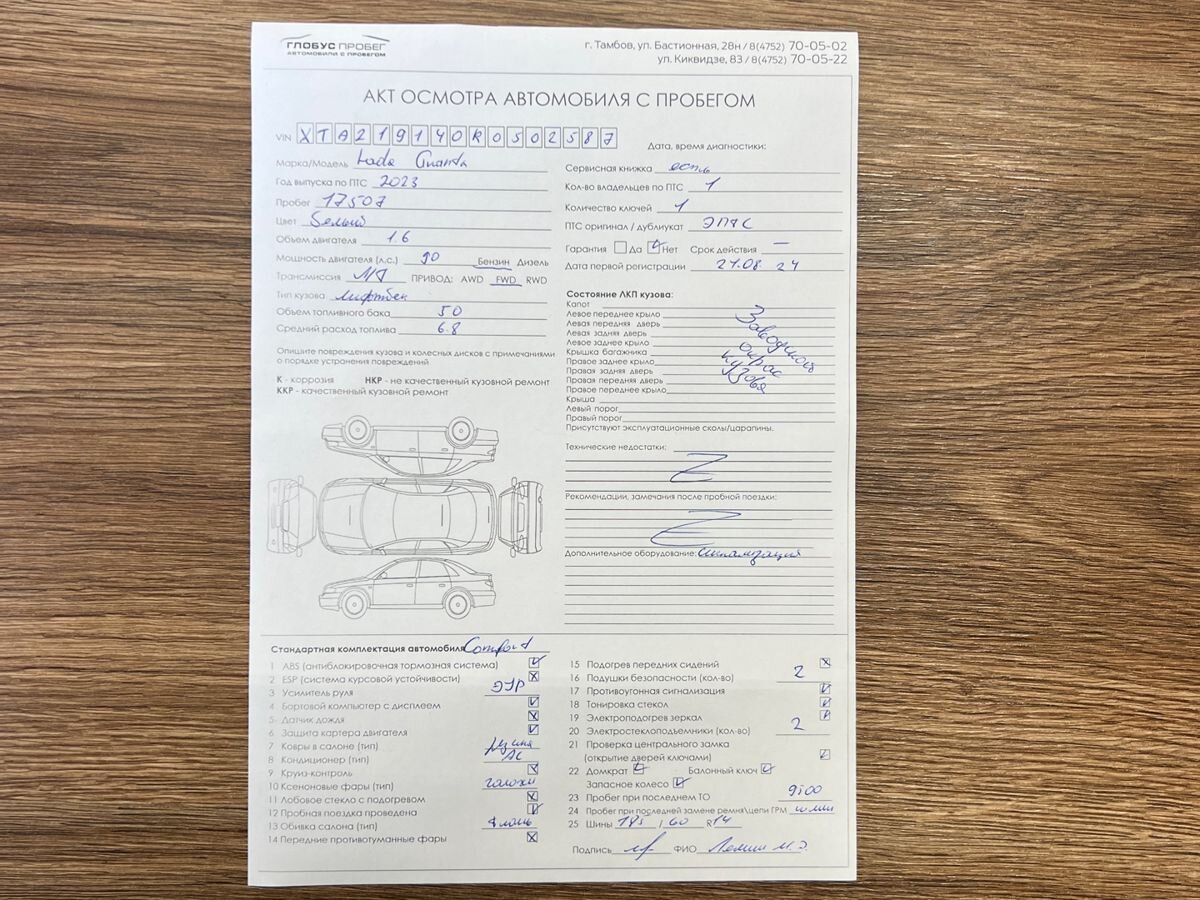 ГЛОБУС ПРОБЕГ
АВТОМОБИЛИ С ПРОБЕГОМ
г. Тамбов, ул. Бастионная, 28н / 8(4752) 70-05-02
ул. Киквидзе, 83 / 8(4752) 70-05-22
АКТ ОСМОТРА АВТОМОБИЛЯ С ПРОБЕГОМ
VIN XTA219140R0502587
Дата, время диагностики:
Марка/Модель Lada Granta
Год выпуска по ПТС 2023
Пробег 17507
Цвет Белый
Объем двигателя 1.6
Мощность двигателя (л.с.) 90 Бензин Дизель
Трансмиссия МТ ПРИВОД: AWD FWD RWD
Тип кузова лифтбек
Объем топливного бака 50
Средний расход топлива 6.8
Сервисная книжка есть
Кол-во владельцев по ПТС 1
Количество ключей 1
ПТС оригинал / дубликат ЭПТС
Гарантия Да Нет Срок действия —
Дата первой регистрации 24
Опишите повреждения кузова и колесных дисков с примечаниями
о порядке устранения повреждений
К - коррозия НКР - не качественный кузовной ремонт
ККР - качественный кузовной ремонт
Состояние ЛКП кузова:
Капот
Левое переднее крыло
Левая передняя дверь
Левая задняя дверь
Левое заднее крыло
Крышка багажника
Правое заднее крыло
Правая задняя дверь
Правая передняя дверь
Правое переднее крыло
Крыша
Левый порог
Правый порог
Заводской
окрас
кузова
Присутствуют эксплуатационные сколы/царапины.
Технические недостатки:
Z
Рекомендации, замечания после пробной поездки:
Z
Дополнительное оборудование: сигнализация
Стандартная комплектация автомобиля Comfort
1 ABS (антиблокировочная тормозная система)
2 ESP (система курсовой устойчивости)
3 Усилитель руля ЭУР
4 Бортовой компьютер с дисплеем
5 Датчик дождя
6 Защита картера двигателя
7 Ковры в салоне (тип) резина
8 Кондиционер (тип) АС
9 Круиз-контроль
10 Ксеноновые фары (тип) галоген
11 Лобовое стекло с подогревом
12 Пробная поездка проведена
13 Обивка салона (тип)
14 Передние противотуманные фары
15 Подогрев передних сидений
16 Подушки безопасности (кол-во) 2
17 Противоугонная сигнализация
18 Тонировка стекол
19 Электроподогрев зеркал
20 Электростеклоподъемники (кол-во) 2
21 Проверка центрального замка
(открытие дверей ключами)
22 Домкрат Балонный ключ
Запасное колесо
23 Пробег при последнем ТО 9500
24 Пробег при последней замене ремня\цепи ГРМ
25 Шины 185 / 60 R 14
Подпись ФИО